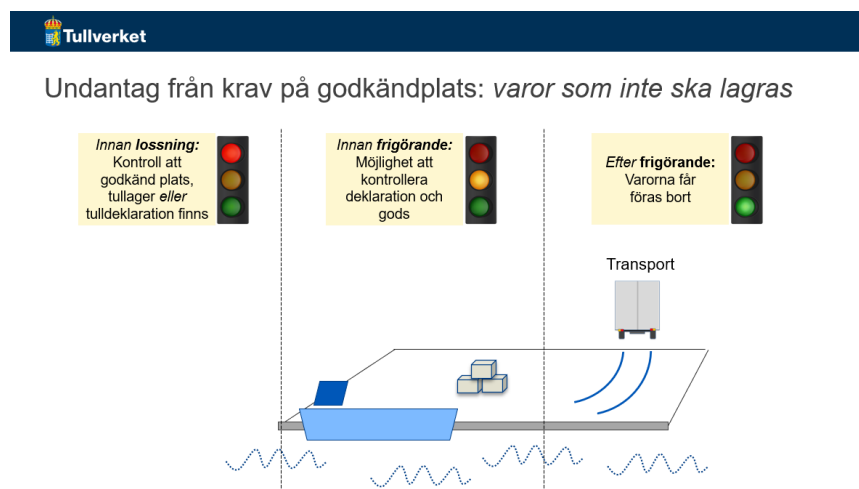 Tullverket
Undantag från krav på godkändplats: varor som inte ska lagras
Innan lossning:
Kontroll att
godkänd plats,
tullager eller
tulldeklaration finns
Innan frigörande:
Möjlighet att
kontrollera
deklaration och
gods
Efter frigörande:
Varorna får
föras bort
Transport